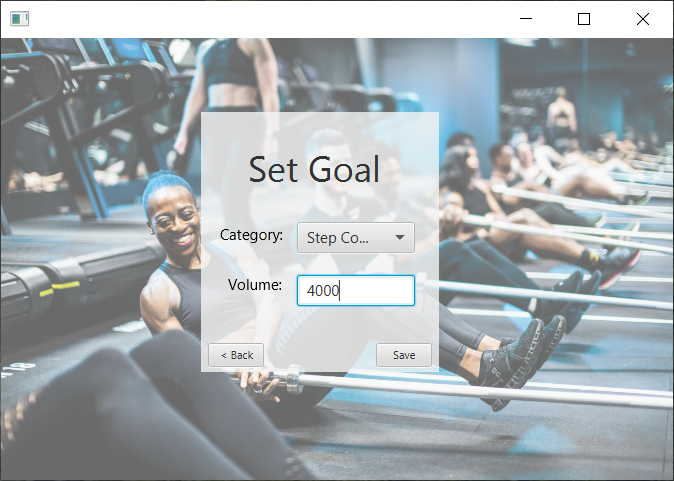 Set Goal
Category: Step Co...
Volume: 4000
< Back Save